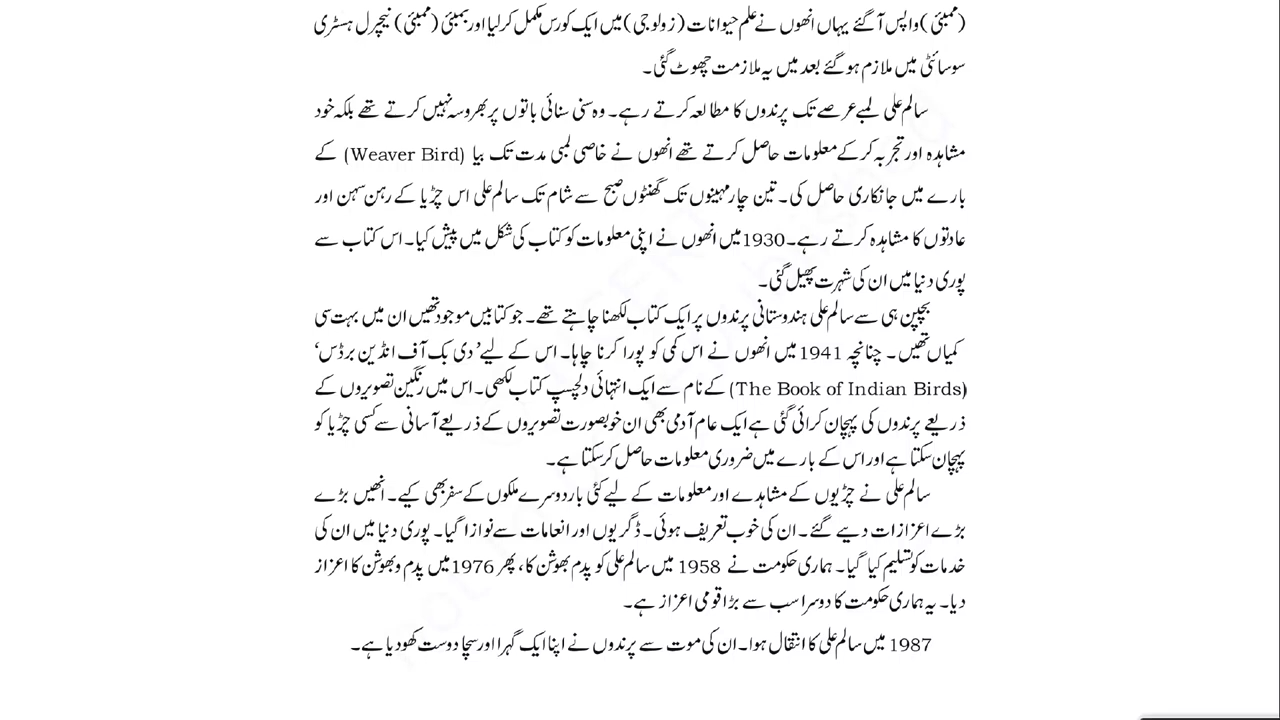 (ممبئی) واپس آگئے یہاں انھوں نے علم حیوانات (زولوجی) میں ایک کورس مکمل کرلیا اور بمبئی (ممبئی) نیچرل ہسٹری
سوسائٹی میں ملازم ہوگئے بعد میں یہ ملازمت چھوٹ گئی۔
سالم علی لمبے عرصے تک پرندوں کا مطالعہ کرتے رہے۔ وہ سنی سنائی باتوں پر بھروسہ نہیں کرتے تھے بلکہ خود
مشاہدہ اور تجربہ کرکے معلومات حاصل کرتے تھے انھوں نے خاصی لمبی مدت تک بیا (Weaver Bird) کے
بارے میں جانکاری حاصل کی۔ تین چار مہینوں تک گھنٹوں صبح سے شام تک سالم علی اس چڑیا کے رہن سہن اور
عادتوں کا مشاہدہ کرتے رہے۔ 1930 میں انھوں نے اپنی معلومات کو کتاب کی شکل میں پیش کیا۔ اس کتاب سے
پوری دنیا میں ان کی شہرت پھیل گئی۔
بچپن ہی سے سالم علی ہندوستانی پرندوں پر ایک کتاب لکھنا چاہتے تھے۔ جو کتابیں موجود تھیں ان میں بہت سی
کمیاں تھیں۔ چنانچہ 1941 میں انھوں نے اس کمی کو پورا کرنا چاہا۔ اس کے لیے ’دی بک آف انڈین برڈس‘
(The Book of Indian Birds) کے نام سے ایک انتہائی دلچسپ کتاب لکھی۔ اس میں رنگین تصویروں کے
ذریعے پرندوں کی پہچان کرائی گئی ہے ایک عام آدمی بھی ان خوبصورت تصویروں کے ذریعے آسانی سے کسی چڑیا کو
پہچان سکتا ہے اور اس کے بارے میں ضروری معلومات حاصل کرسکتا ہے۔
سالم علی نے چڑیوں کے مشاہدے اور معلومات کے لیے کئی بار دوسرے ملکوں کے سفر بھی کیے۔ انھیں بڑے
بڑے اعزازات دیے گئے۔ ان کی خوب تعریف ہوئی۔ ڈگریوں اور انعامات سے نوازا گیا۔ پوری دنیا میں ان کی
خدمات کو تسلیم کیا گیا۔ ہماری حکومت نے 1958 میں سالم علی کو پدم بھوشن کا، پھر 1976 میں پدم وبھوشن کا اعزاز
دیا۔ یہ ہماری حکومت کا دوسرا سب سے بڑا قومی اعزاز ہے۔
1987 میں سالم علی کا انتقال ہوا۔ ان کی موت سے پرندوں نے اپنا ایک گہرا اور سچا دوست کھو دیا ہے۔